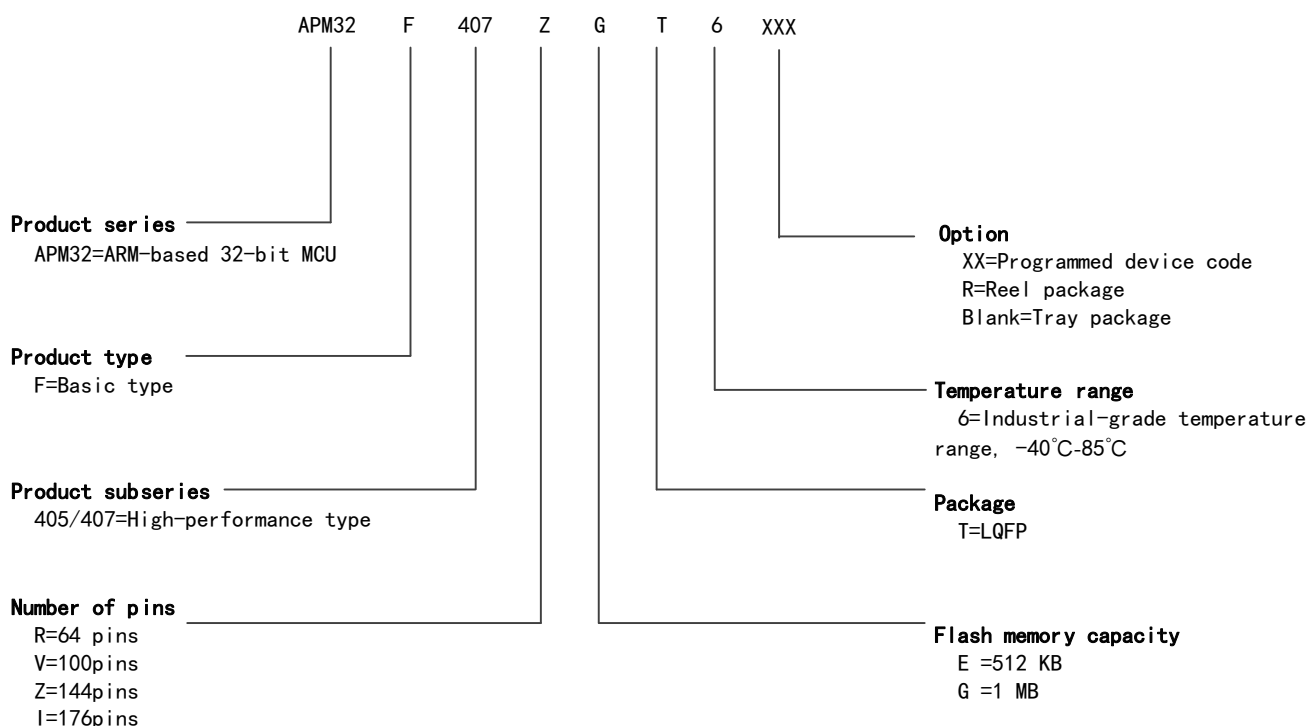 APM32 F 407 Z G T 6 XXX
Product series
APM32=ARM-based 32-bit MCU
Product type
F=Basic type
Product subseries
405/407=High-performance type
Number of pins
R=64 pins
V=100pins
Z=144pins
I=176pins
Option
XX=Programmed device code
R=Reel package
Blank=Tray package
Temperature range
6=Industrial-grade temperature
range, -40℃-85℃
Package
T=LQFP
Flash memory capacity
E =512 KB
G =1 MB